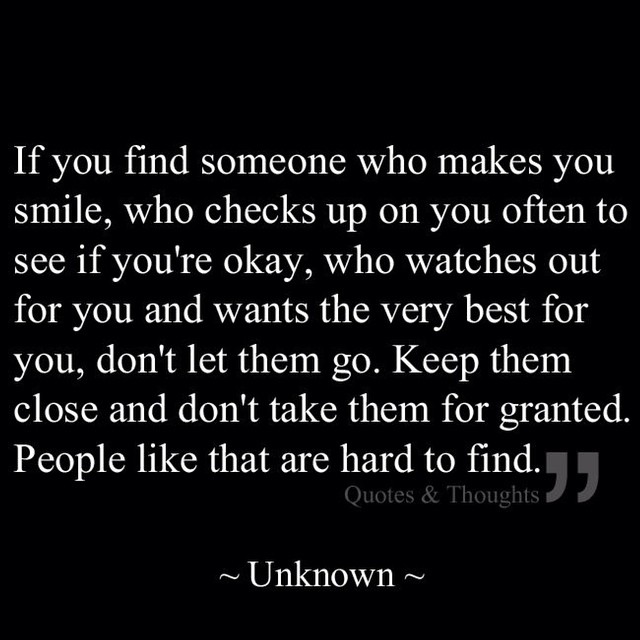 If you find someone who makes you
smile, who checks up on you often to
see if you're okay, who watches out
for you and wants the very best for
you, don't let them go. Keep them
close and don't take them for granted.
People like that are hard to find.
Quotes & Thoughts ”
~ Unknown ~